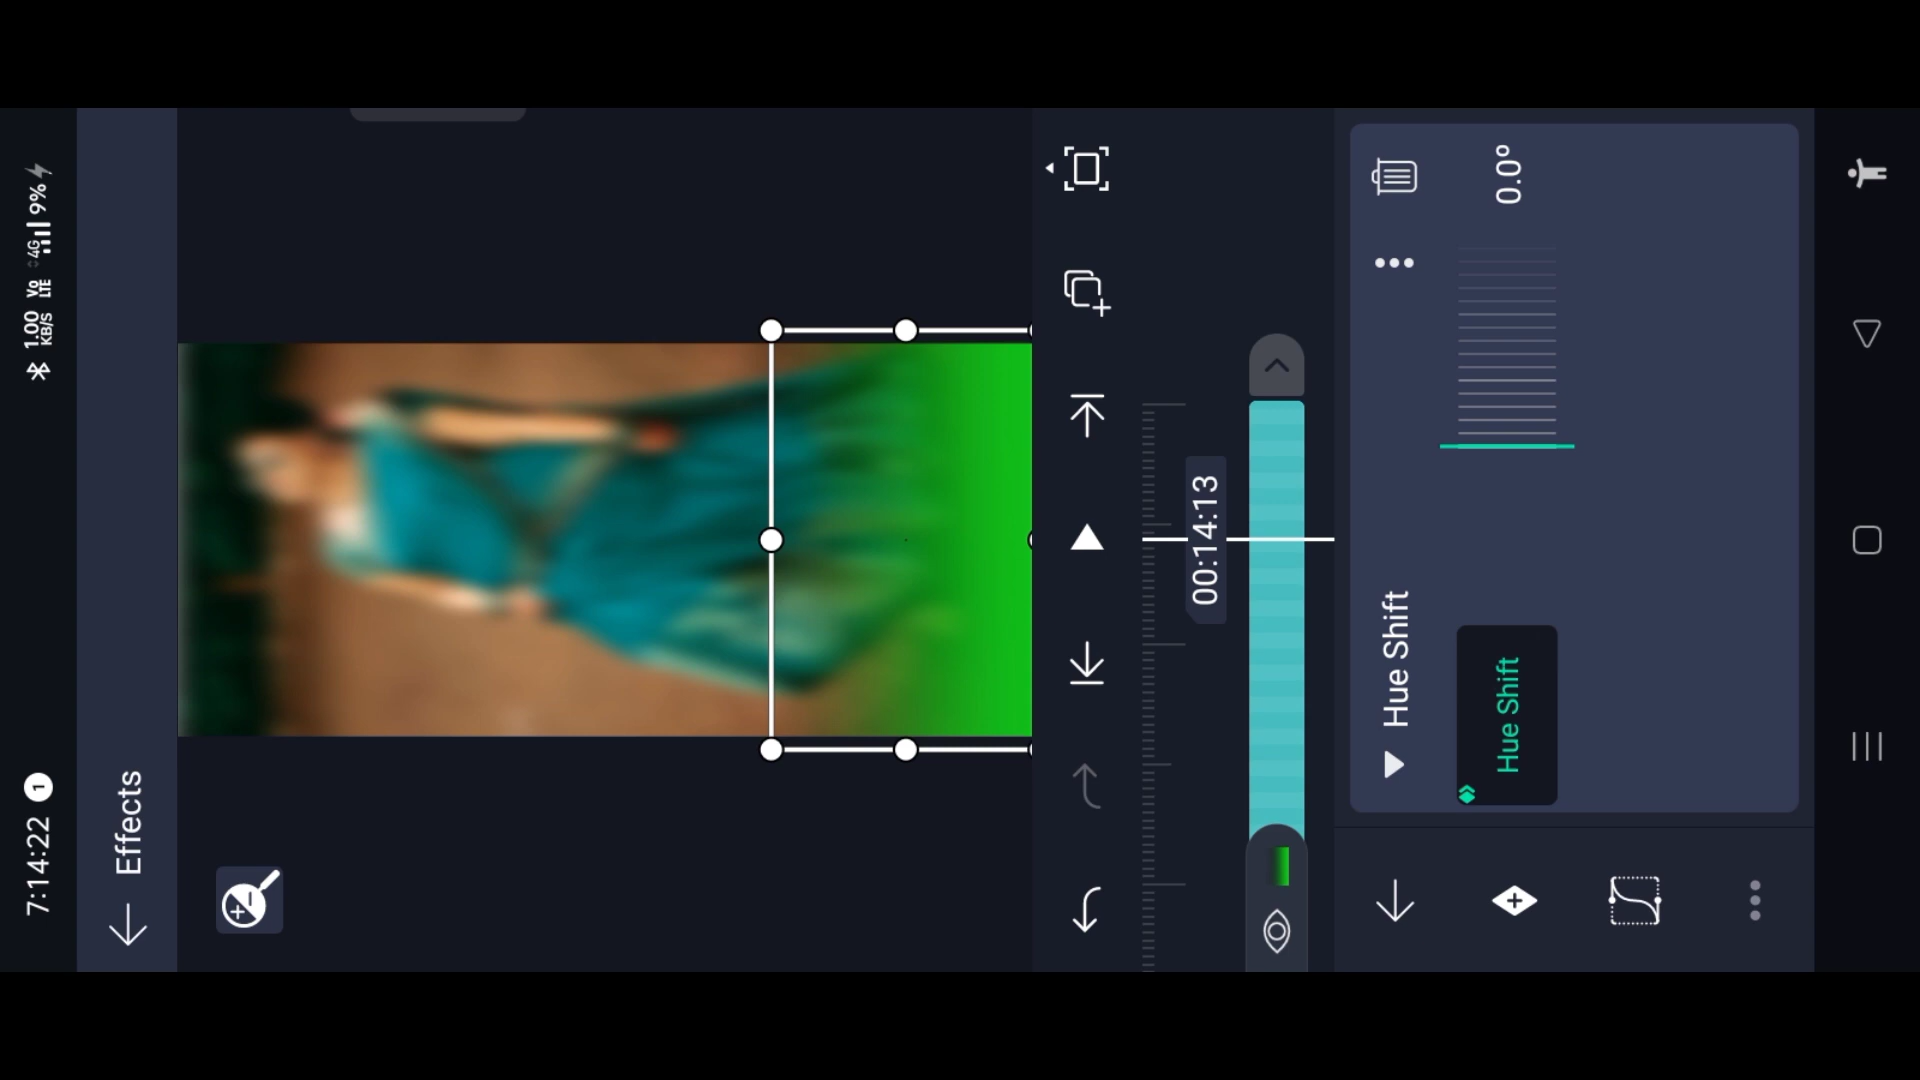 7:14:22 1
1.00 KB/S Vo LTE 4G 9%
Effects
00:14:13
Hue Shift
Hue Shift 0.0°